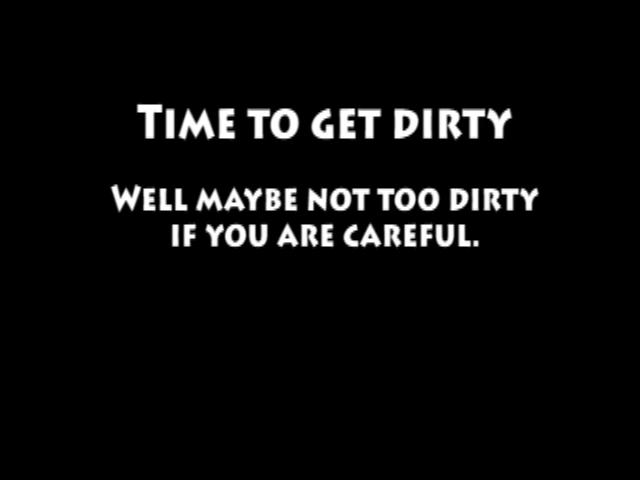 Time to get dirty
Well maybe not too dirty
if you are careful.